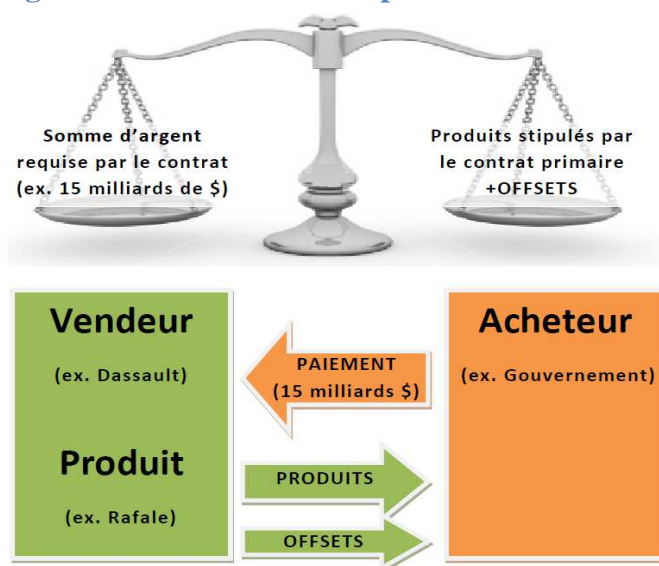 Somme d'argent
requise par le contrat
(ex. 15 milliards de $)
Produits stipulés par
le contrat primaire
+OFFSETS
Vendeur
(ex. Dassault)
Produit
(ex. Rafale)
PAIEMENT
(15 milliards $)
PRODUITS
OFFSETS
Acheteur
(ex. Gouvernement)